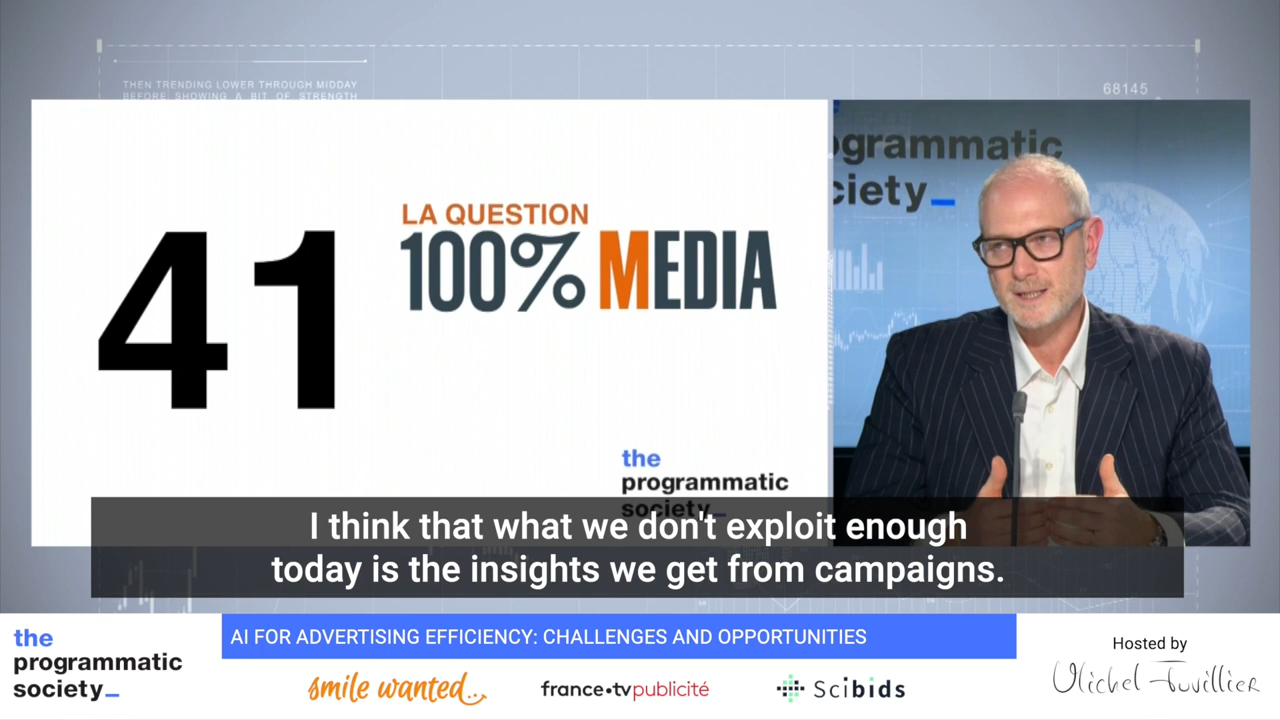 THEN TRENDING LOWER THROUGH MIDDAY
BEFORE SHOWING A BIT OF STRENGTH
68145
41
LA QUESTION
100% MEDIA
ogrammatic
ciety_
the
programmatic
society_
I think that what we don't exploit enough
today is the insights we get from campaigns.
the
programmatic
society_
AI FOR ADVERTISING EFFICIENCY: CHALLENGES AND OPPORTUNITIES
smile wanted...
france•tvpublicité
Scibids
Hosted by